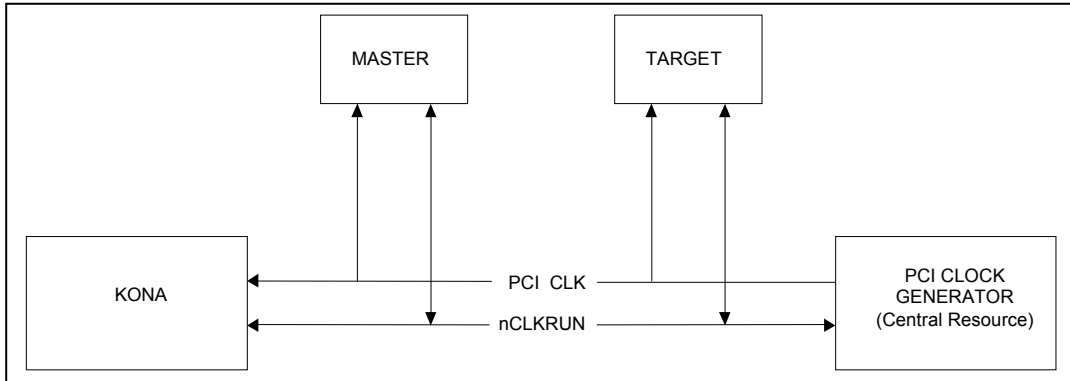 MASTER
TARGET
KONA
PCI CLK
nCLKRUN
PCI CLOCK
GENERATOR
(Central Resource)